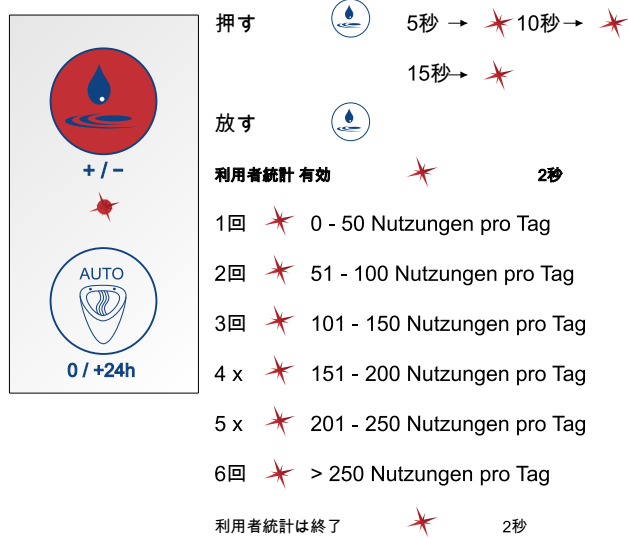 押す 5秒 → 10秒→
15秒→
放す
+ / −
利用者統計 有効 2秒
1回 0 - 50 Nutzungen pro Tag
AUTO
2回 51 - 100 Nutzungen pro Tag
3回 101 - 150 Nutzungen pro Tag
0 / +24h
4 x 151 - 200 Nutzungen pro Tag
5 x 201 - 250 Nutzungen pro Tag
6回 > 250 Nutzungen pro Tag
利用者統計は終了 2秒